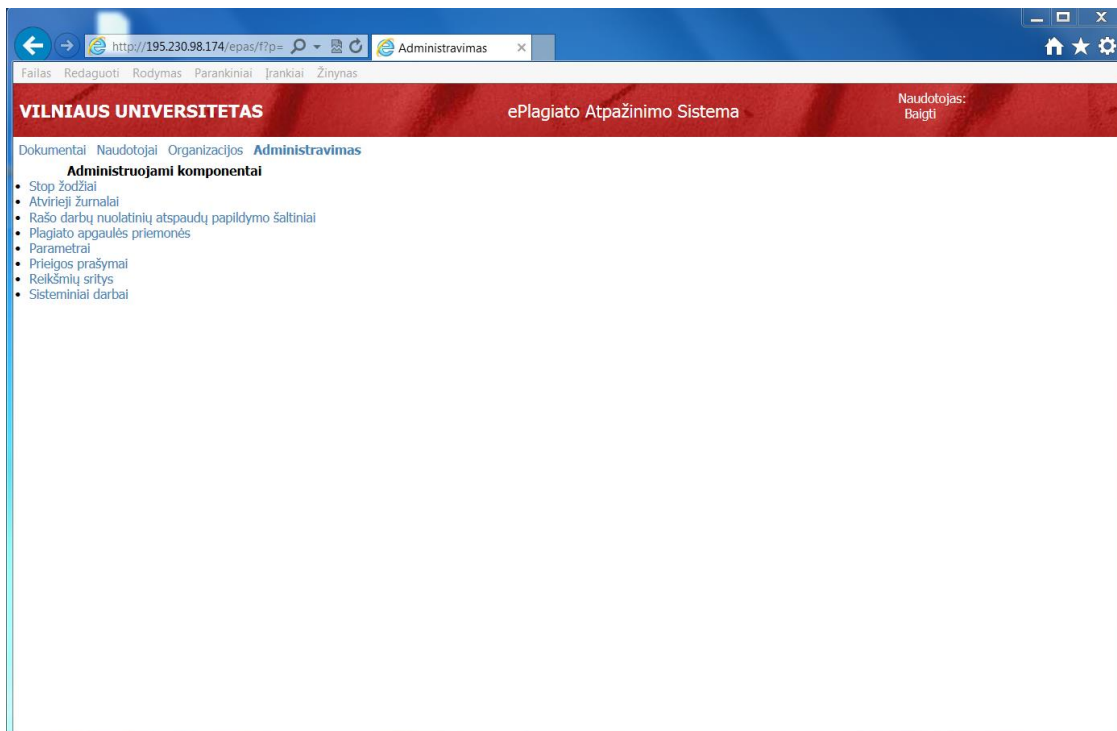 http://195.230.98.174/epas/f?p=
Administravimas
Failas Redaguoti Rodymas Parankiniai Įrankiai Žinynas
VILNIAUS UNIVERSITETAS
ePlagiato Atpažinimo Sistema
Naudotojas:
Baigti
Dokumentai Naudotojai Organizacijos Administravimas
Administruojami komponentai
• Stop žodžiai
• Atvirieji žurnalai
• Rašo darbų nuolatinių atspaudų papildymo šaltiniai
• Plagiato apgaulės priemonės
• Parametrai
• Prieigos prašymai
• Reikšmių sritys
• Sisteminiai darbai